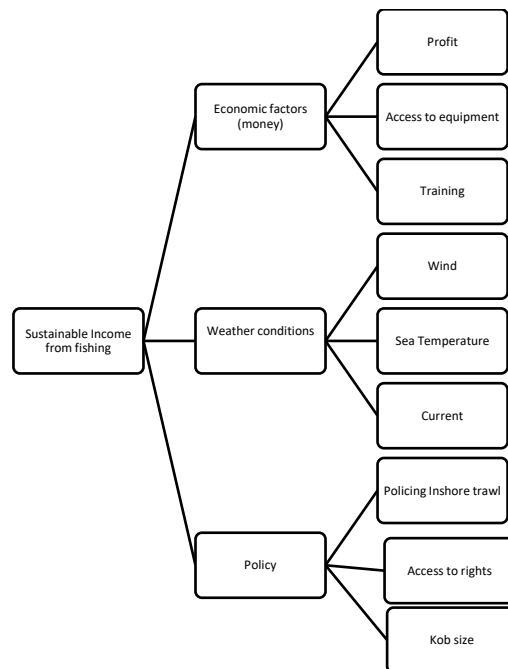 Profit
Economic factors
(money)
Access to equipment
Training
Wind
Sustainable Income
from fishing
Weather conditions
Sea Temperature
Current
Policing Inshore trawl
Policy
Access to rights
Kob size